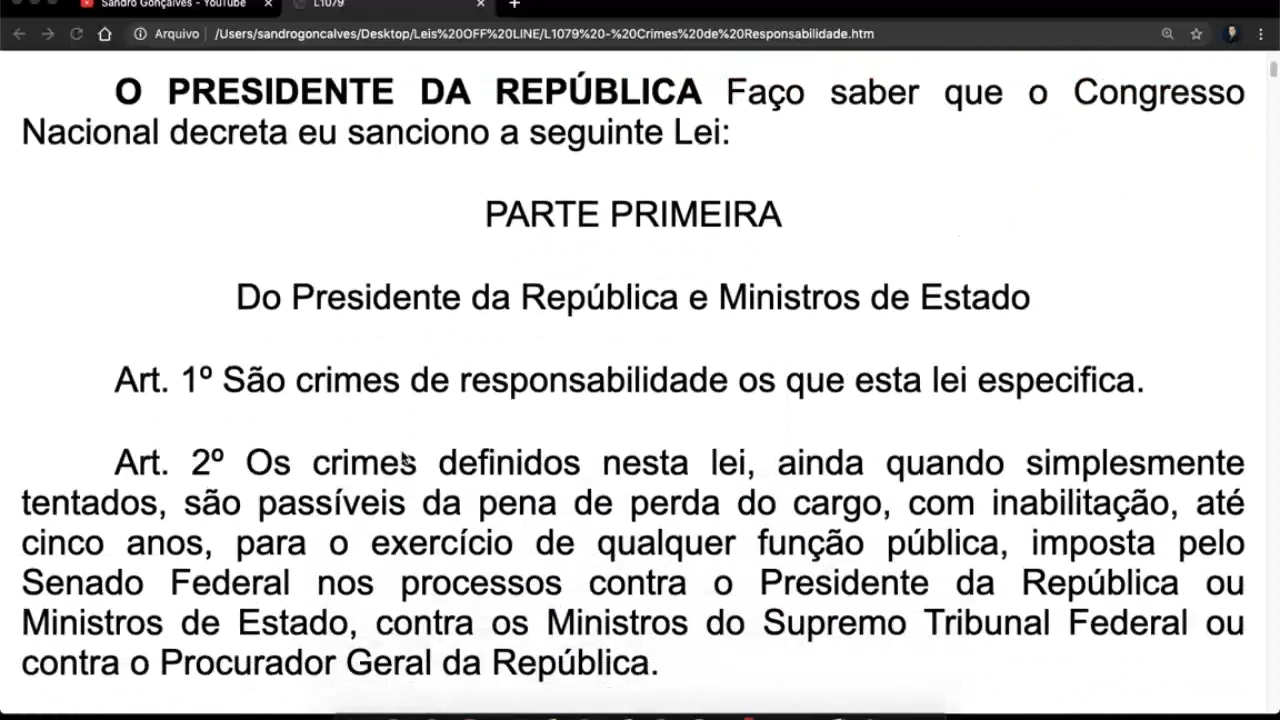 Sandro Gonçalves - YouTube
L1079
Arquivo
/Users/sandrogoncalves/Desktop/Leis%20OFF%20LINE/L1079%20-%20Crimes%20de%20Responsabilidade.htm
O PRESIDENTE DA REPÚBLICA Faço saber que o Congresso
Nacional decreta eu sanciono a seguinte Lei:
PARTE PRIMEIRA
Do Presidente da República e Ministros de Estado
Art. 1º São crimes de responsabilidade os que esta lei especifica.
Art. 2º Os crimes definidos nesta lei, ainda quando simplesmente
tentados, são passíveis da pena de perda do cargo, com inabilitação, até
cinco anos, para o exercício de qualquer função pública, imposta pelo
Senado Federal nos processos contra o Presidente da República ou
Ministros de Estado, contra os Ministros do Supremo Tribunal Federal ou
contra o Procurador Geral da República.